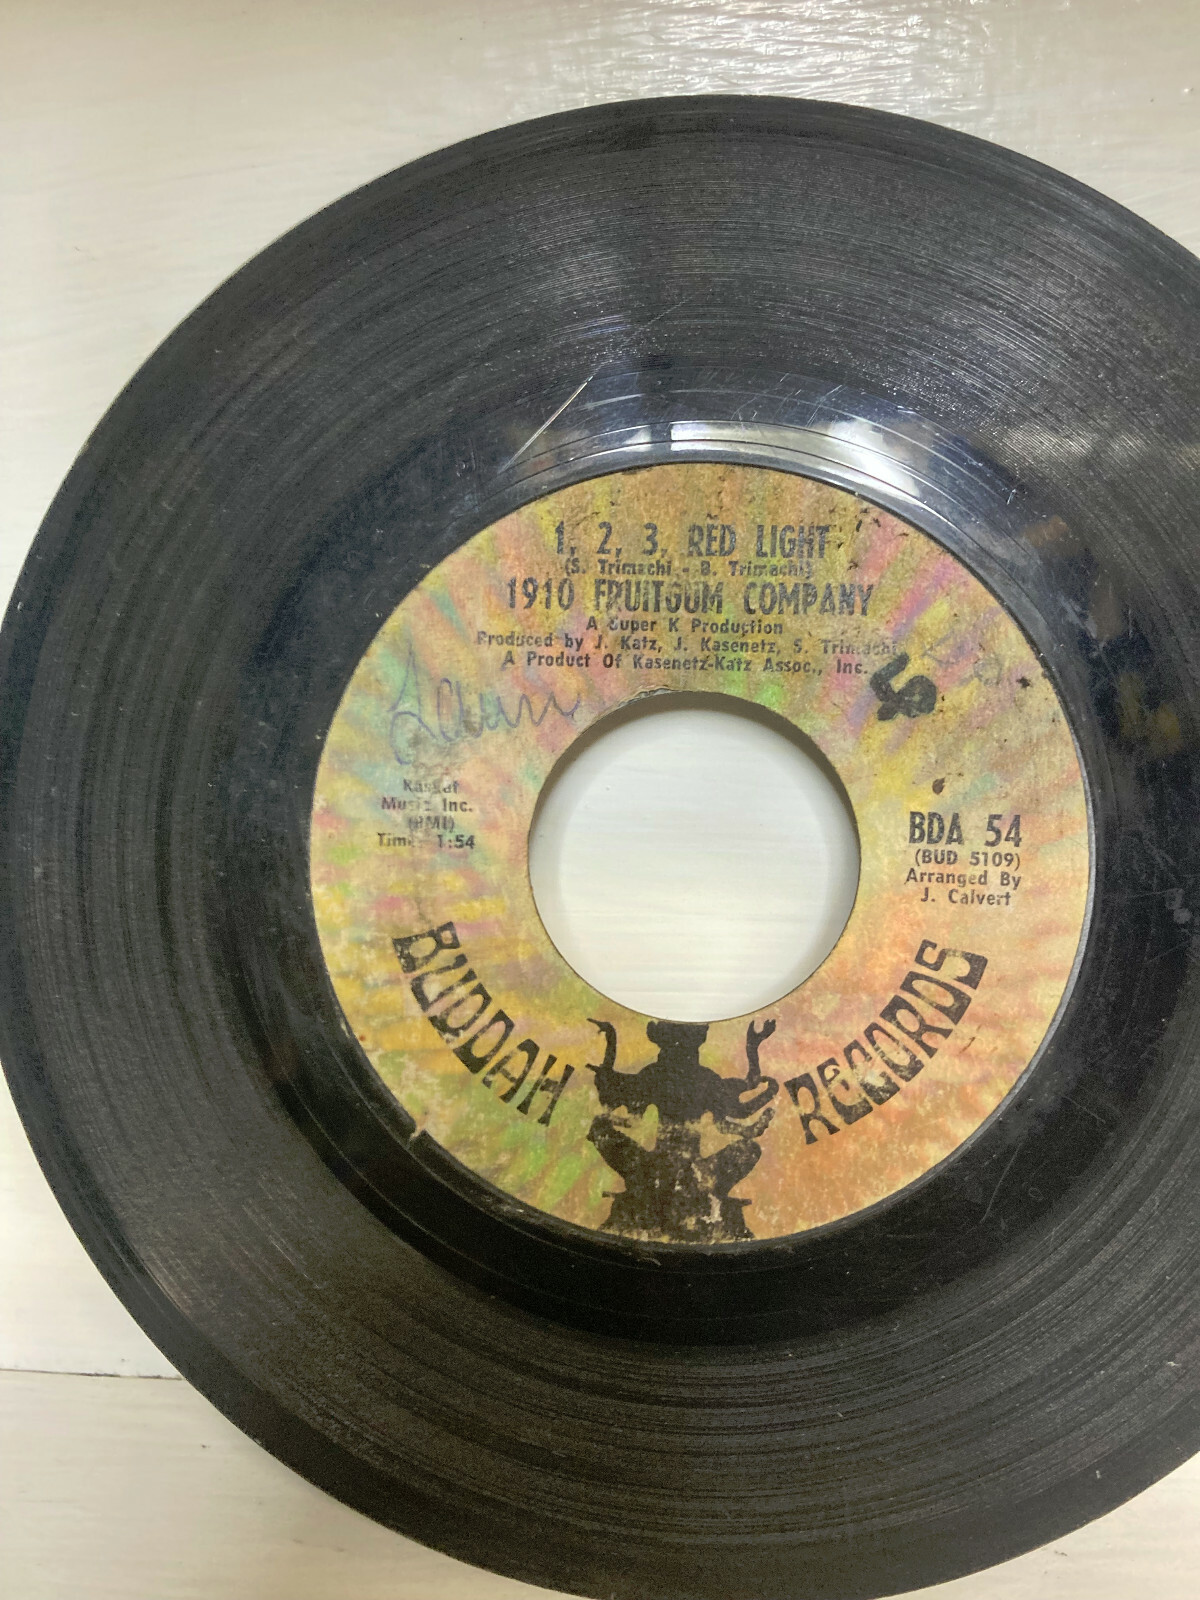 1, 2, 3, RED LIGHT
(S. Trimachi - B. Trimachi)
1910 FRUITGUM COMPANY
A Super K Production
Produced by J. Katz, J. Kasenetz, S. Trimachi
A Product Of Kasenetz-Katz Assoc., Inc.
Kaskat
Music Inc.
(BMI)
Time: 1:54
BDA 54
(BUD 5109)
Arranged By
J. Calvert
BUDDAH RECORDS